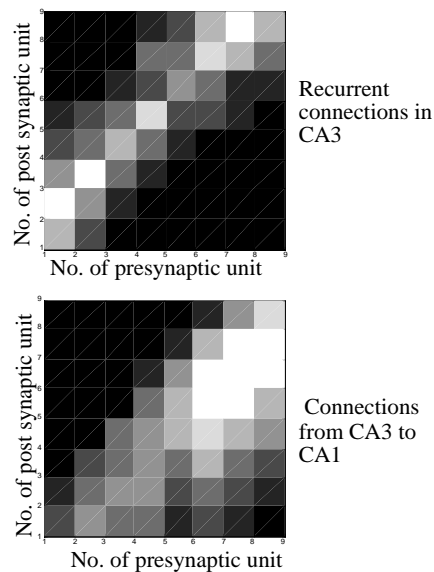 9
8
7
6
5
4
3
2
1
No. of post synaptic unit
1 2 3 4 5 6 7 8 9
No. of presynaptic unit
Recurrent
connections in
CA3
9
8
7
6
5
4
3
2
1
No. of post synaptic unit
1 2 3 4 5 6 7 8 9
No. of presynaptic unit
Connections
from CA3 to
CA1